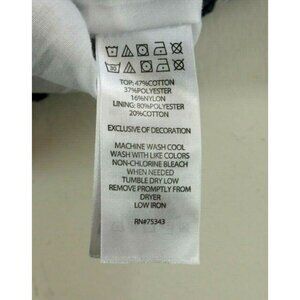 TOP: 47%COTTON
37%POLYESTER
16%NYLON
LINING: 80%POLYESTER
20%COTTON
EXCLUSIVE OF DECORATION
MACHINE WASH COOL
WASH WITH LIKE COLORS
NON-CHLORINE BLEACH
WHEN NEEDED
TUMBLE DRY LOW
REMOVE PROMPTLY FROM
DRYER
LOW IRON
RN#75343